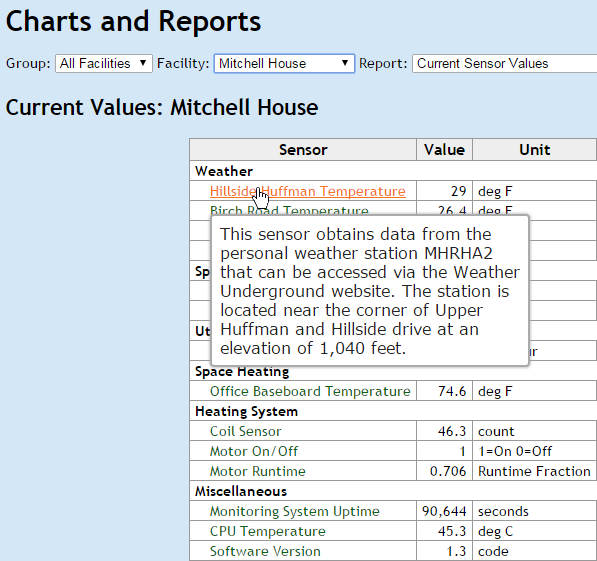 Charts and Reports
Group: All Facilities Facility: Mitchell House Report: Current Sensor Values
Current Values: Mitchell House
Sensor Value Unit
Weather
Hillside Huffman Temperature 29 deg F
Birch Road Temperature 26.4 deg F
This sensor obtains data from the
personal weather station MHRHA2
that can be accessed via the Weather
Underground website. The station is
located near the corner of Upper
Huffman and Hillside drive at an
elevation of 1,040 feet.
Sp
Ut
ur
Space Heating
Office Baseboard Temperature 74.6 deg F
Heating System
Coil Sensor 46.3 count
Motor On/Off 1 1=On 0=Off
Motor Runtime 0.706 Runtime Fraction
Miscellaneous
Monitoring System Uptime 90,644 seconds
CPU Temperature 45.3 deg C
Software Version 1.3 code